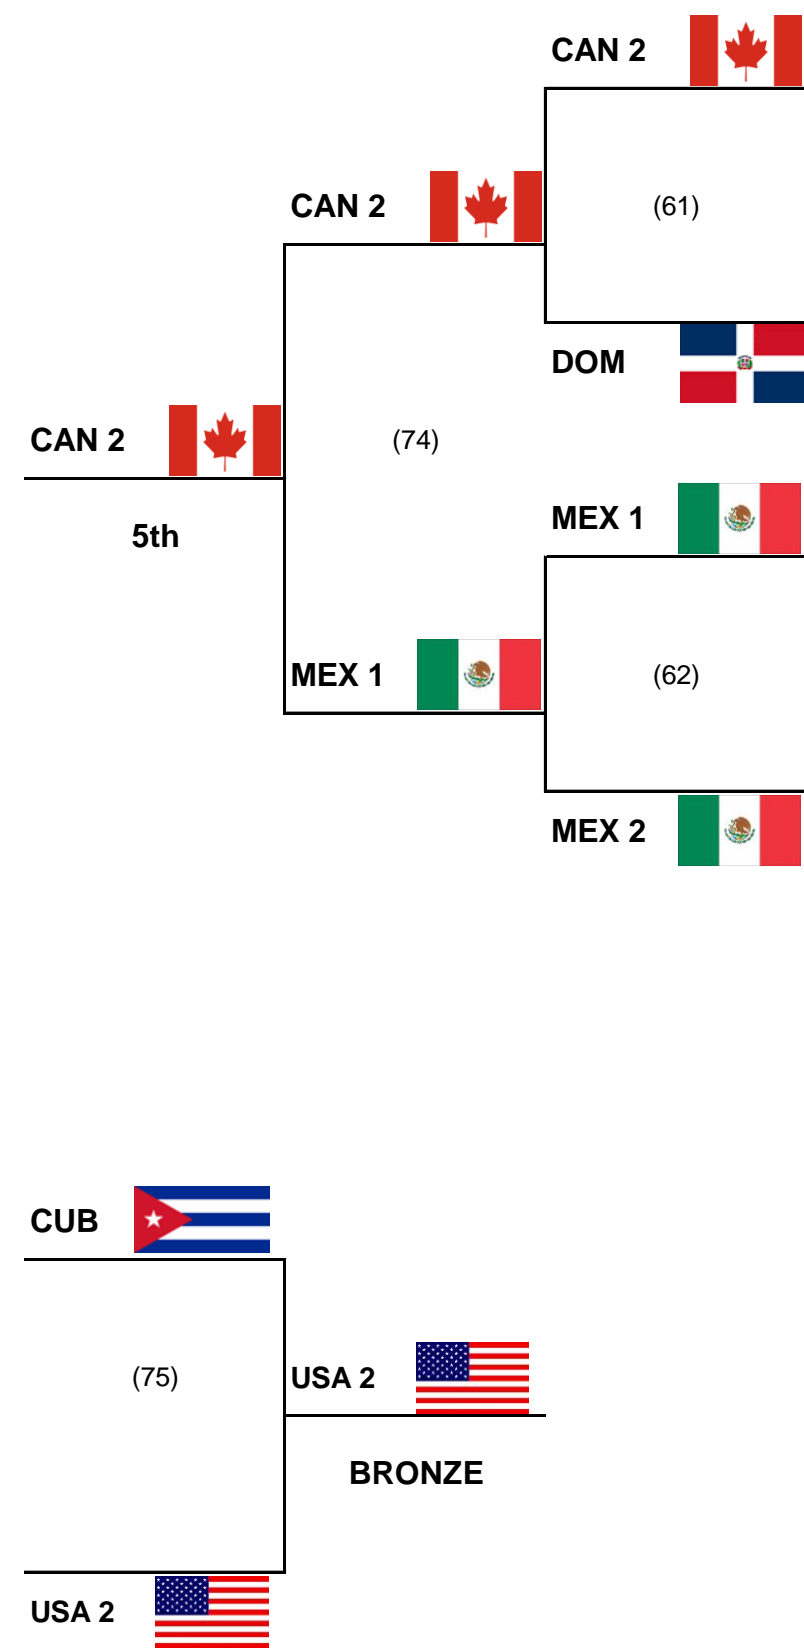 CAN 2
CAN 2
(61)
DOM
CAN 2
(74)
MEX 1
5th
MEX 1
(62)
MEX 2
CUB
(75)
USA 2
BRONZE
USA 2